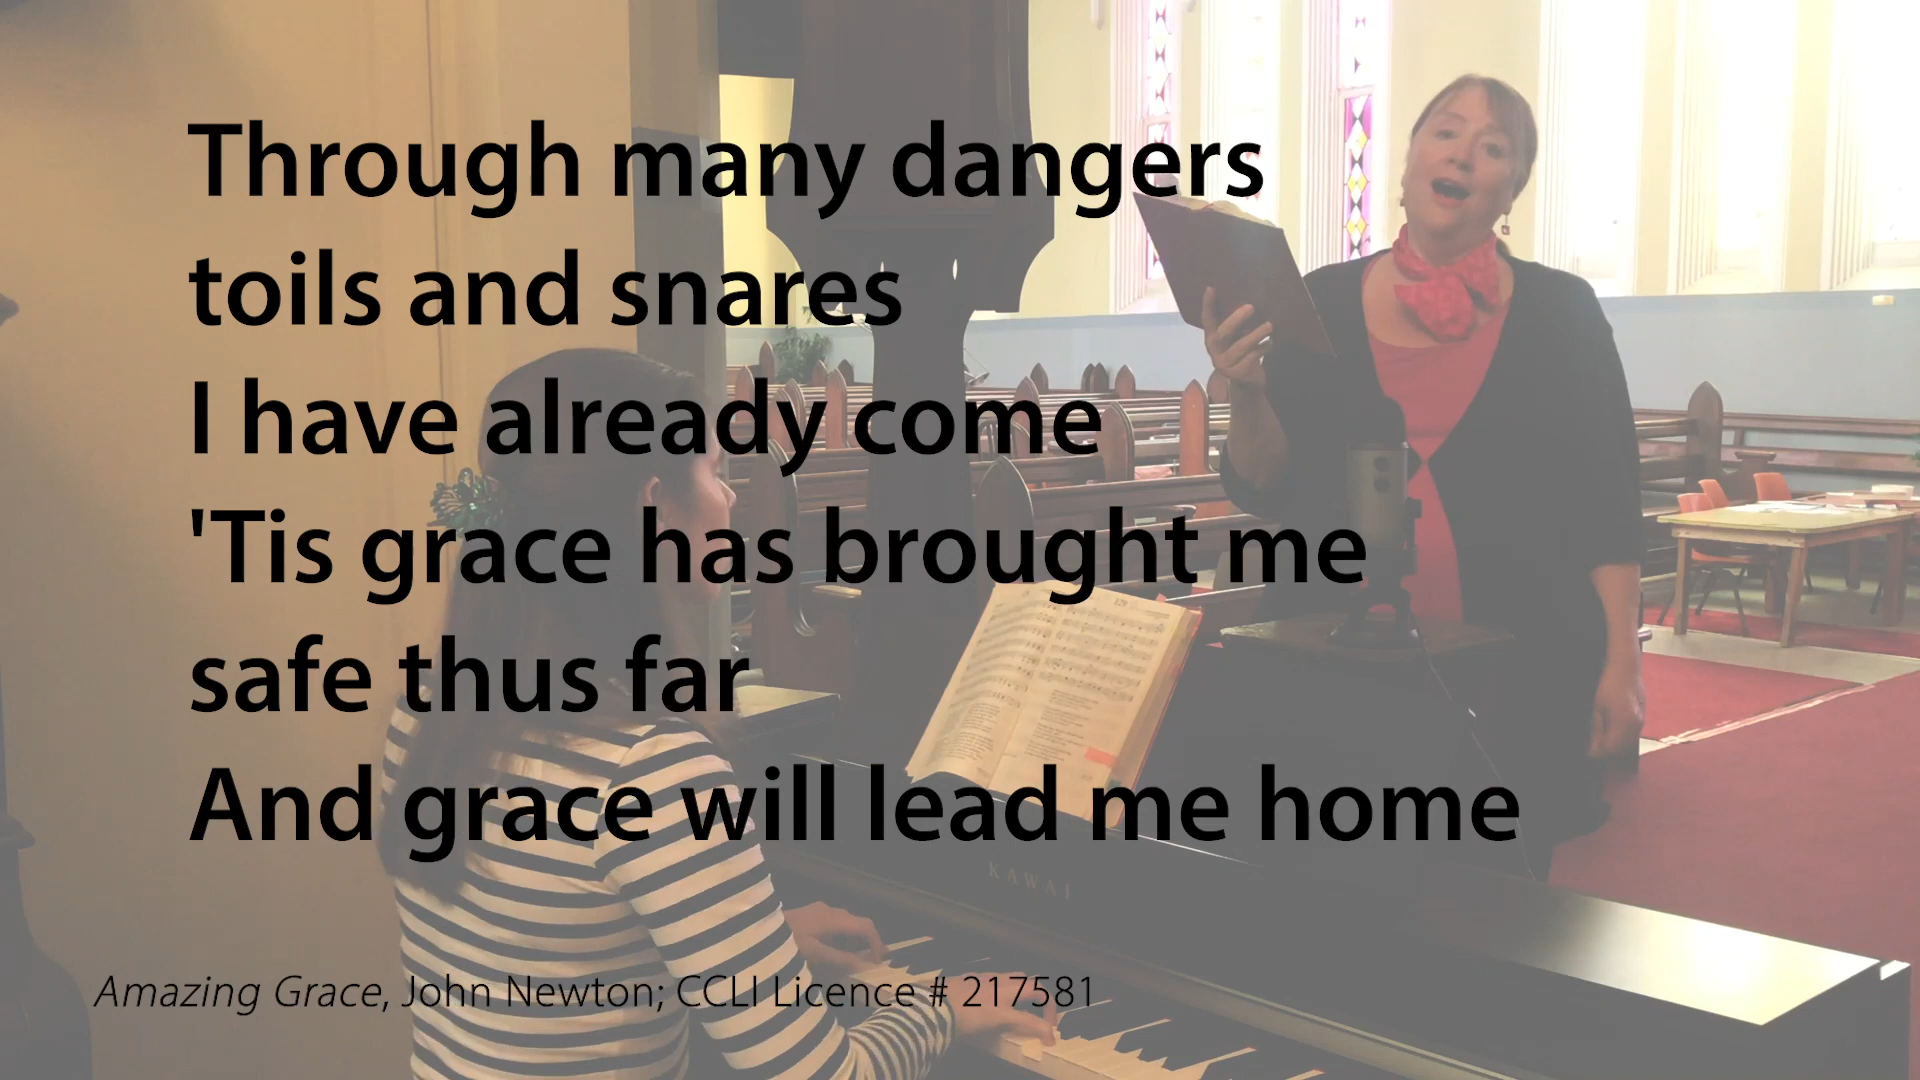 Through many dangers
toils and snares
I have already come
'Tis grace has brought me
safe thus far
And grace will lead me home
KAWAI
Amazing Grace, John Newton; CCLI Licence # 217581